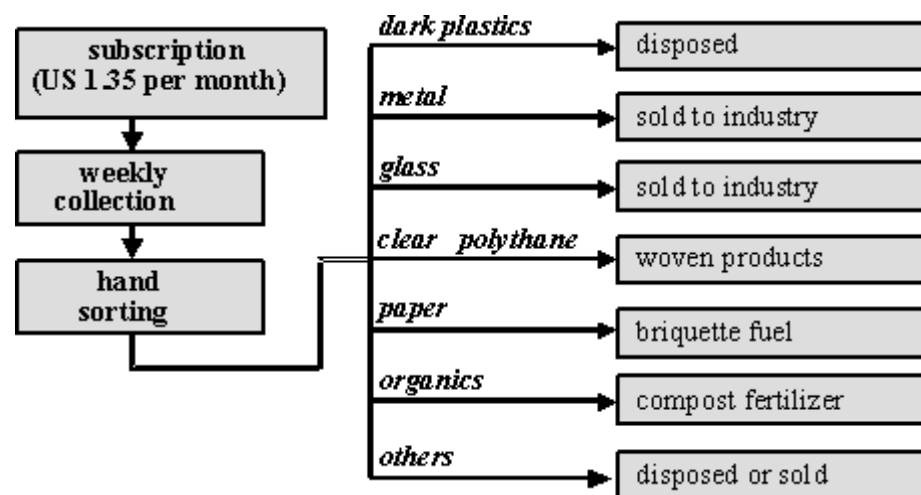 subscription
(US 1.35 per month)
weekly
collection
hand
sorting
dark plastics
disposed
metal
sold to industry
glass
sold to industry
clear polythane
woven products
paper
briquette fuel
organics
compost fertilizer
others
disposed or sold